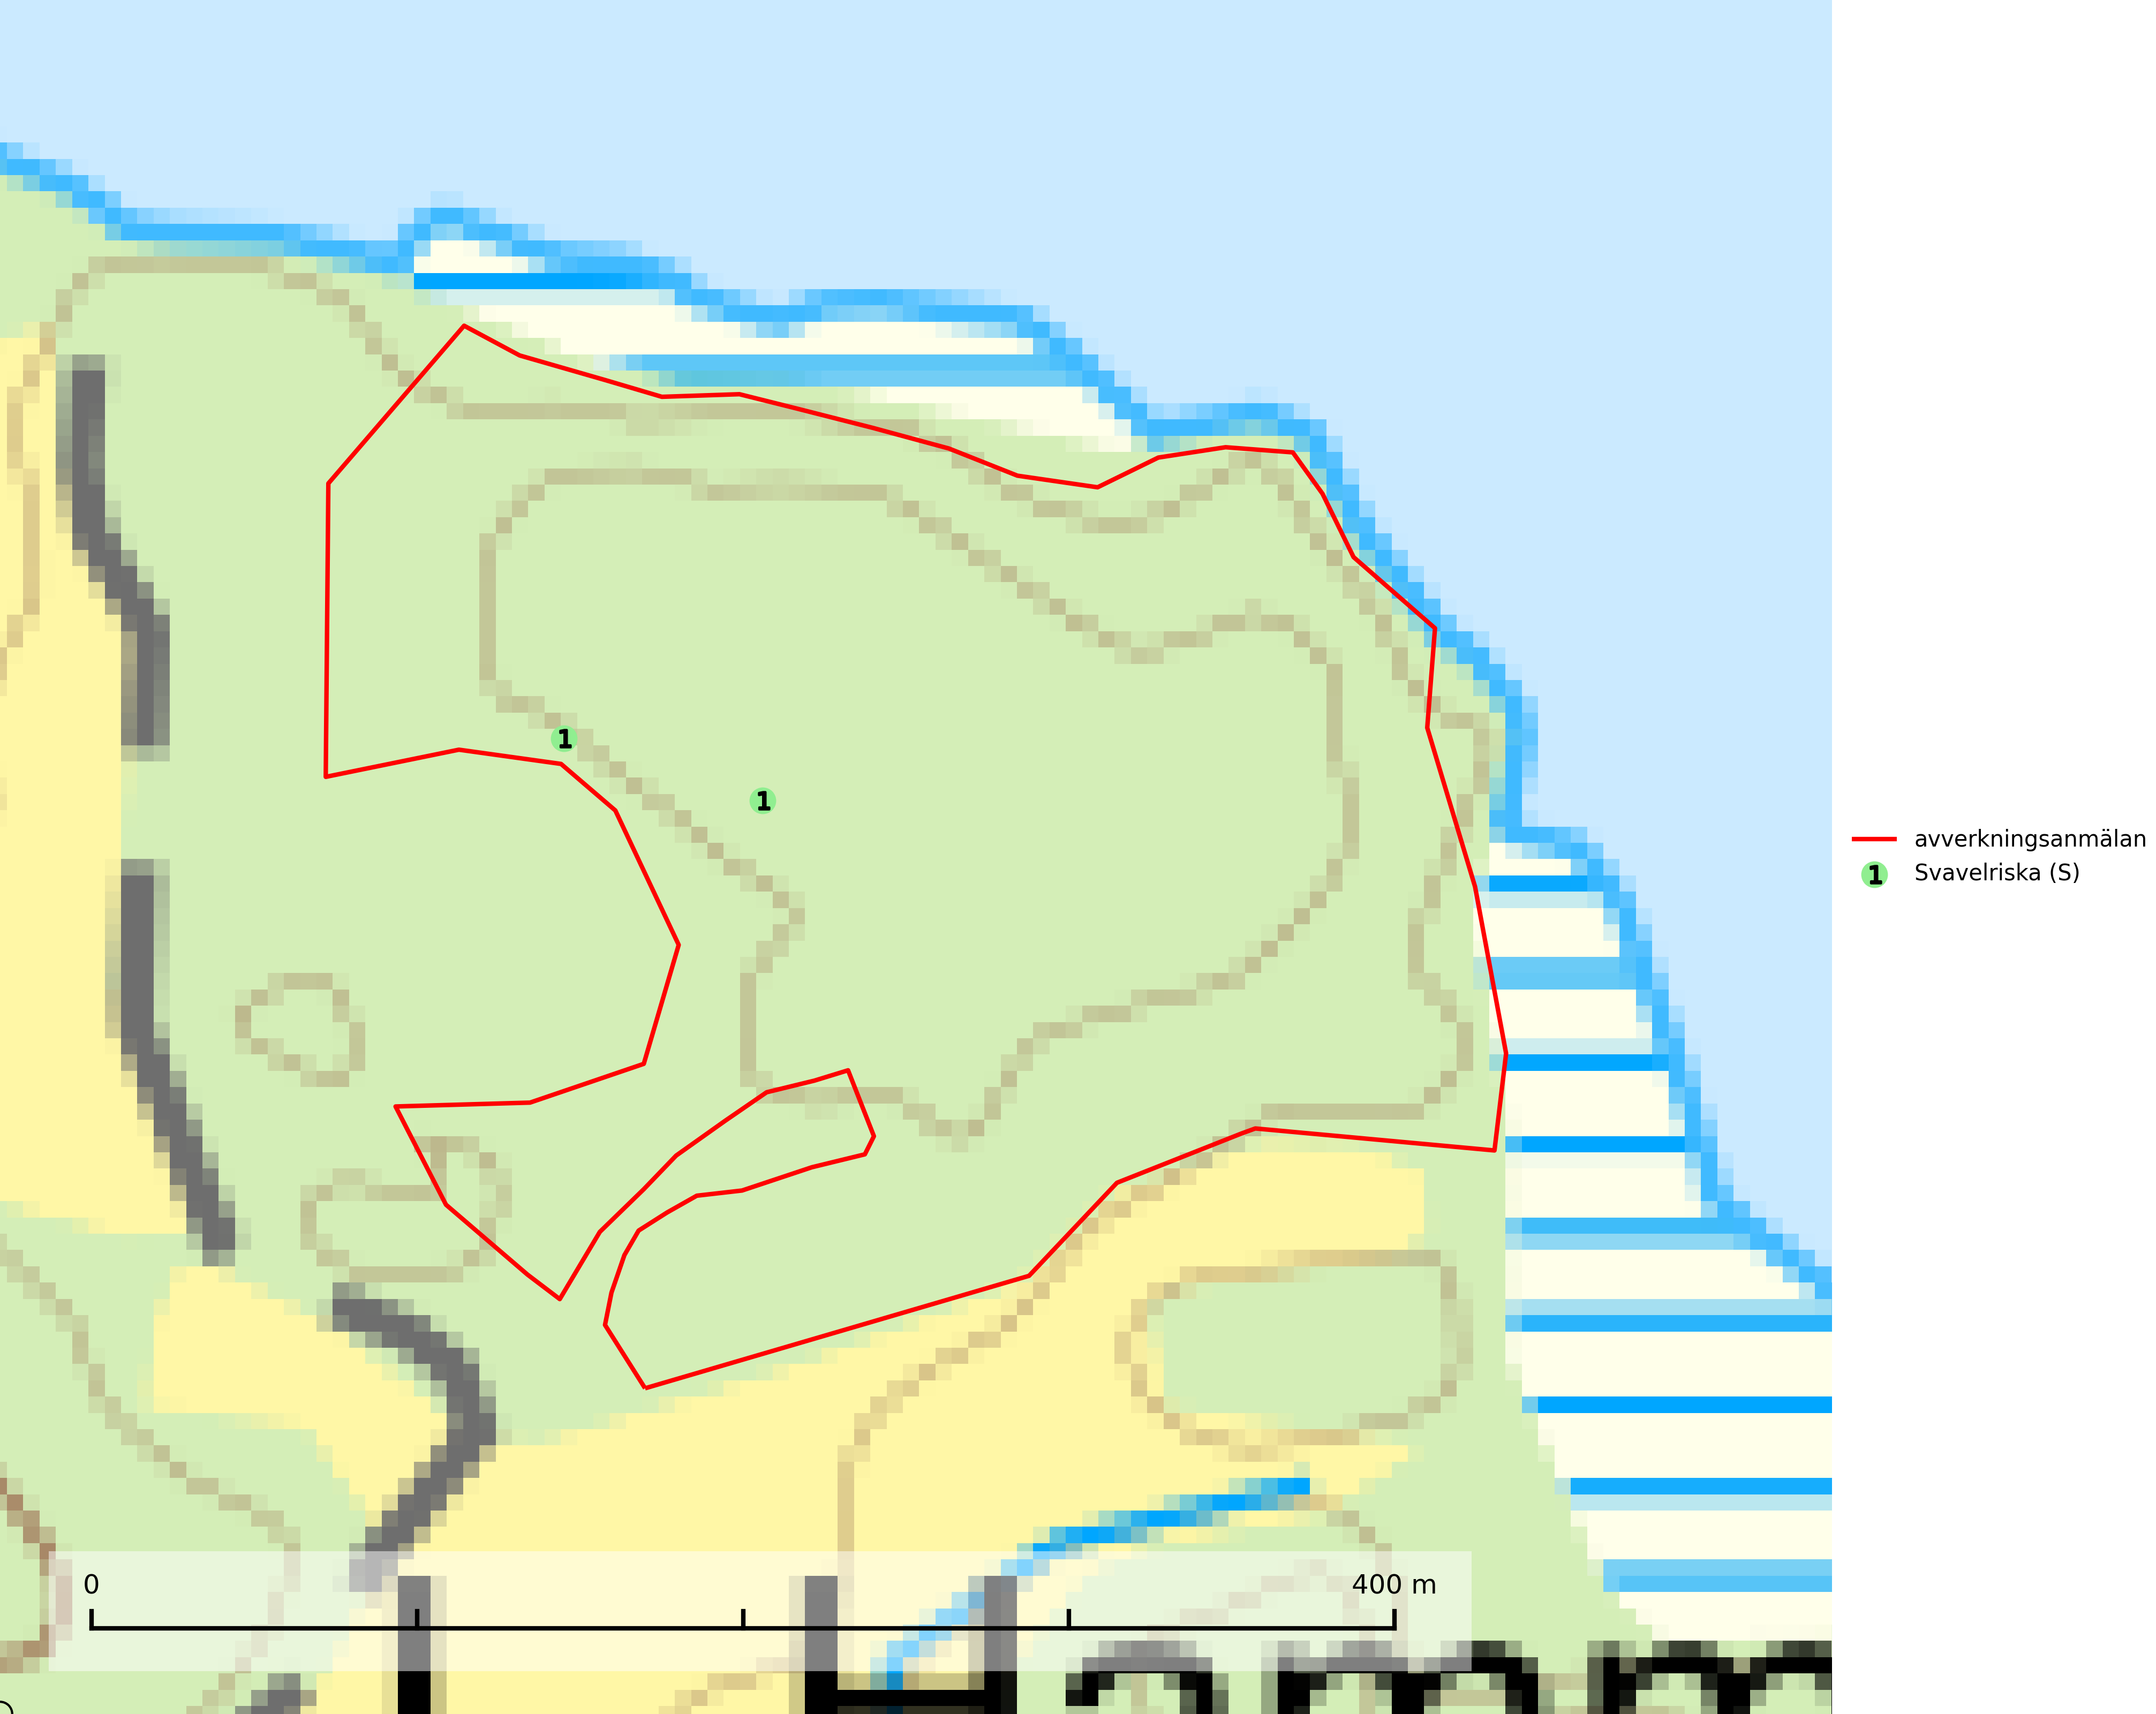 1
1
avverkningsanmälan
1 Svavelriska (S)
0 400 m